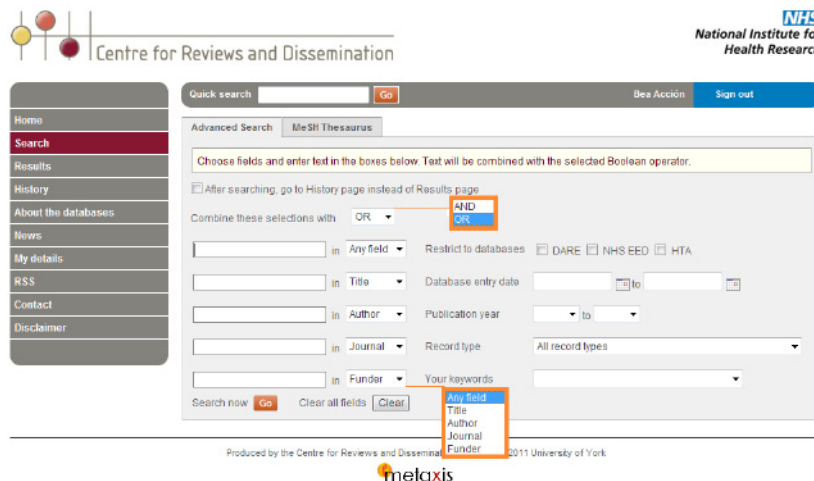 Centre for Reviews and Dissemination
NHS
National Institute for
Health Research
Quick search Go Bea Acción Sign out
Home
Search
Results
History
About the databases
News
My details
RSS
Contact
Disclaimer
Advanced Search MeSH Thesaurus
Choose fields and enter text in the boxes below. Text will be combined with the selected Boolean operator.
After searching, go to History page instead of Results page
Combine these selections with OR
AND
OR
in Any field Restrict to databases DARE NHS EED HTA
in Title Database entry date to
in Author Publication year to
in Journal Record type All record types
in Funder Your keywords
Search now Go Clear all fields Clear
Any field
Title
Author
Journal
Funder
Produced by the Centre for Reviews and Disseminat 2011 University of York
metaxis